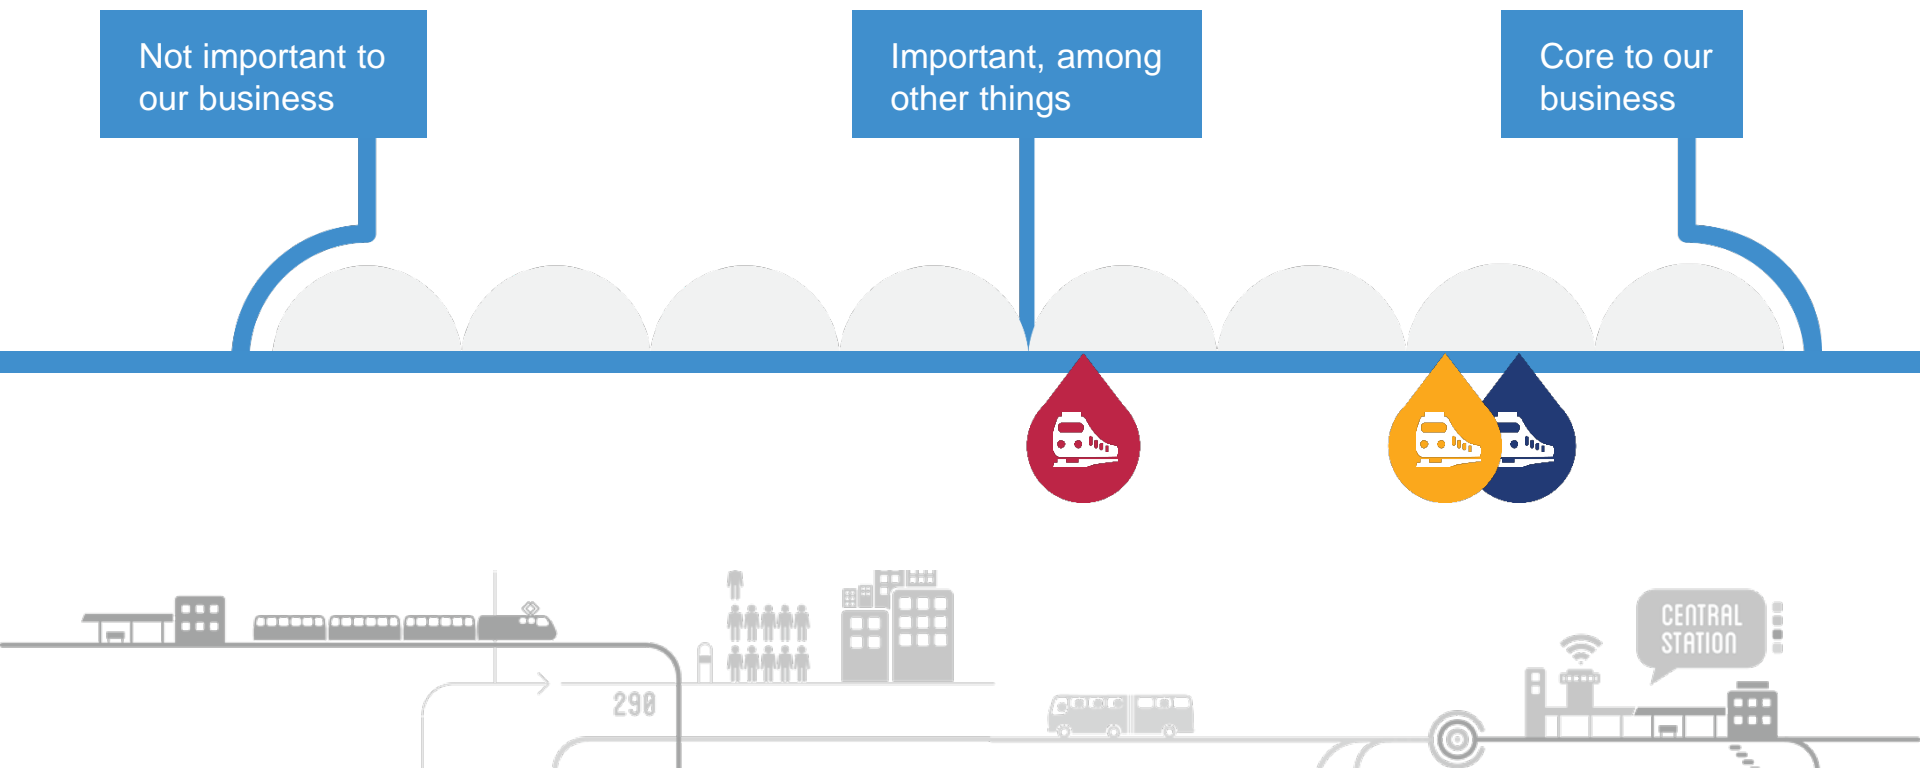 Not important to
our business
Important, among
other things
Core to our
business
CENTRAL
STATION
290